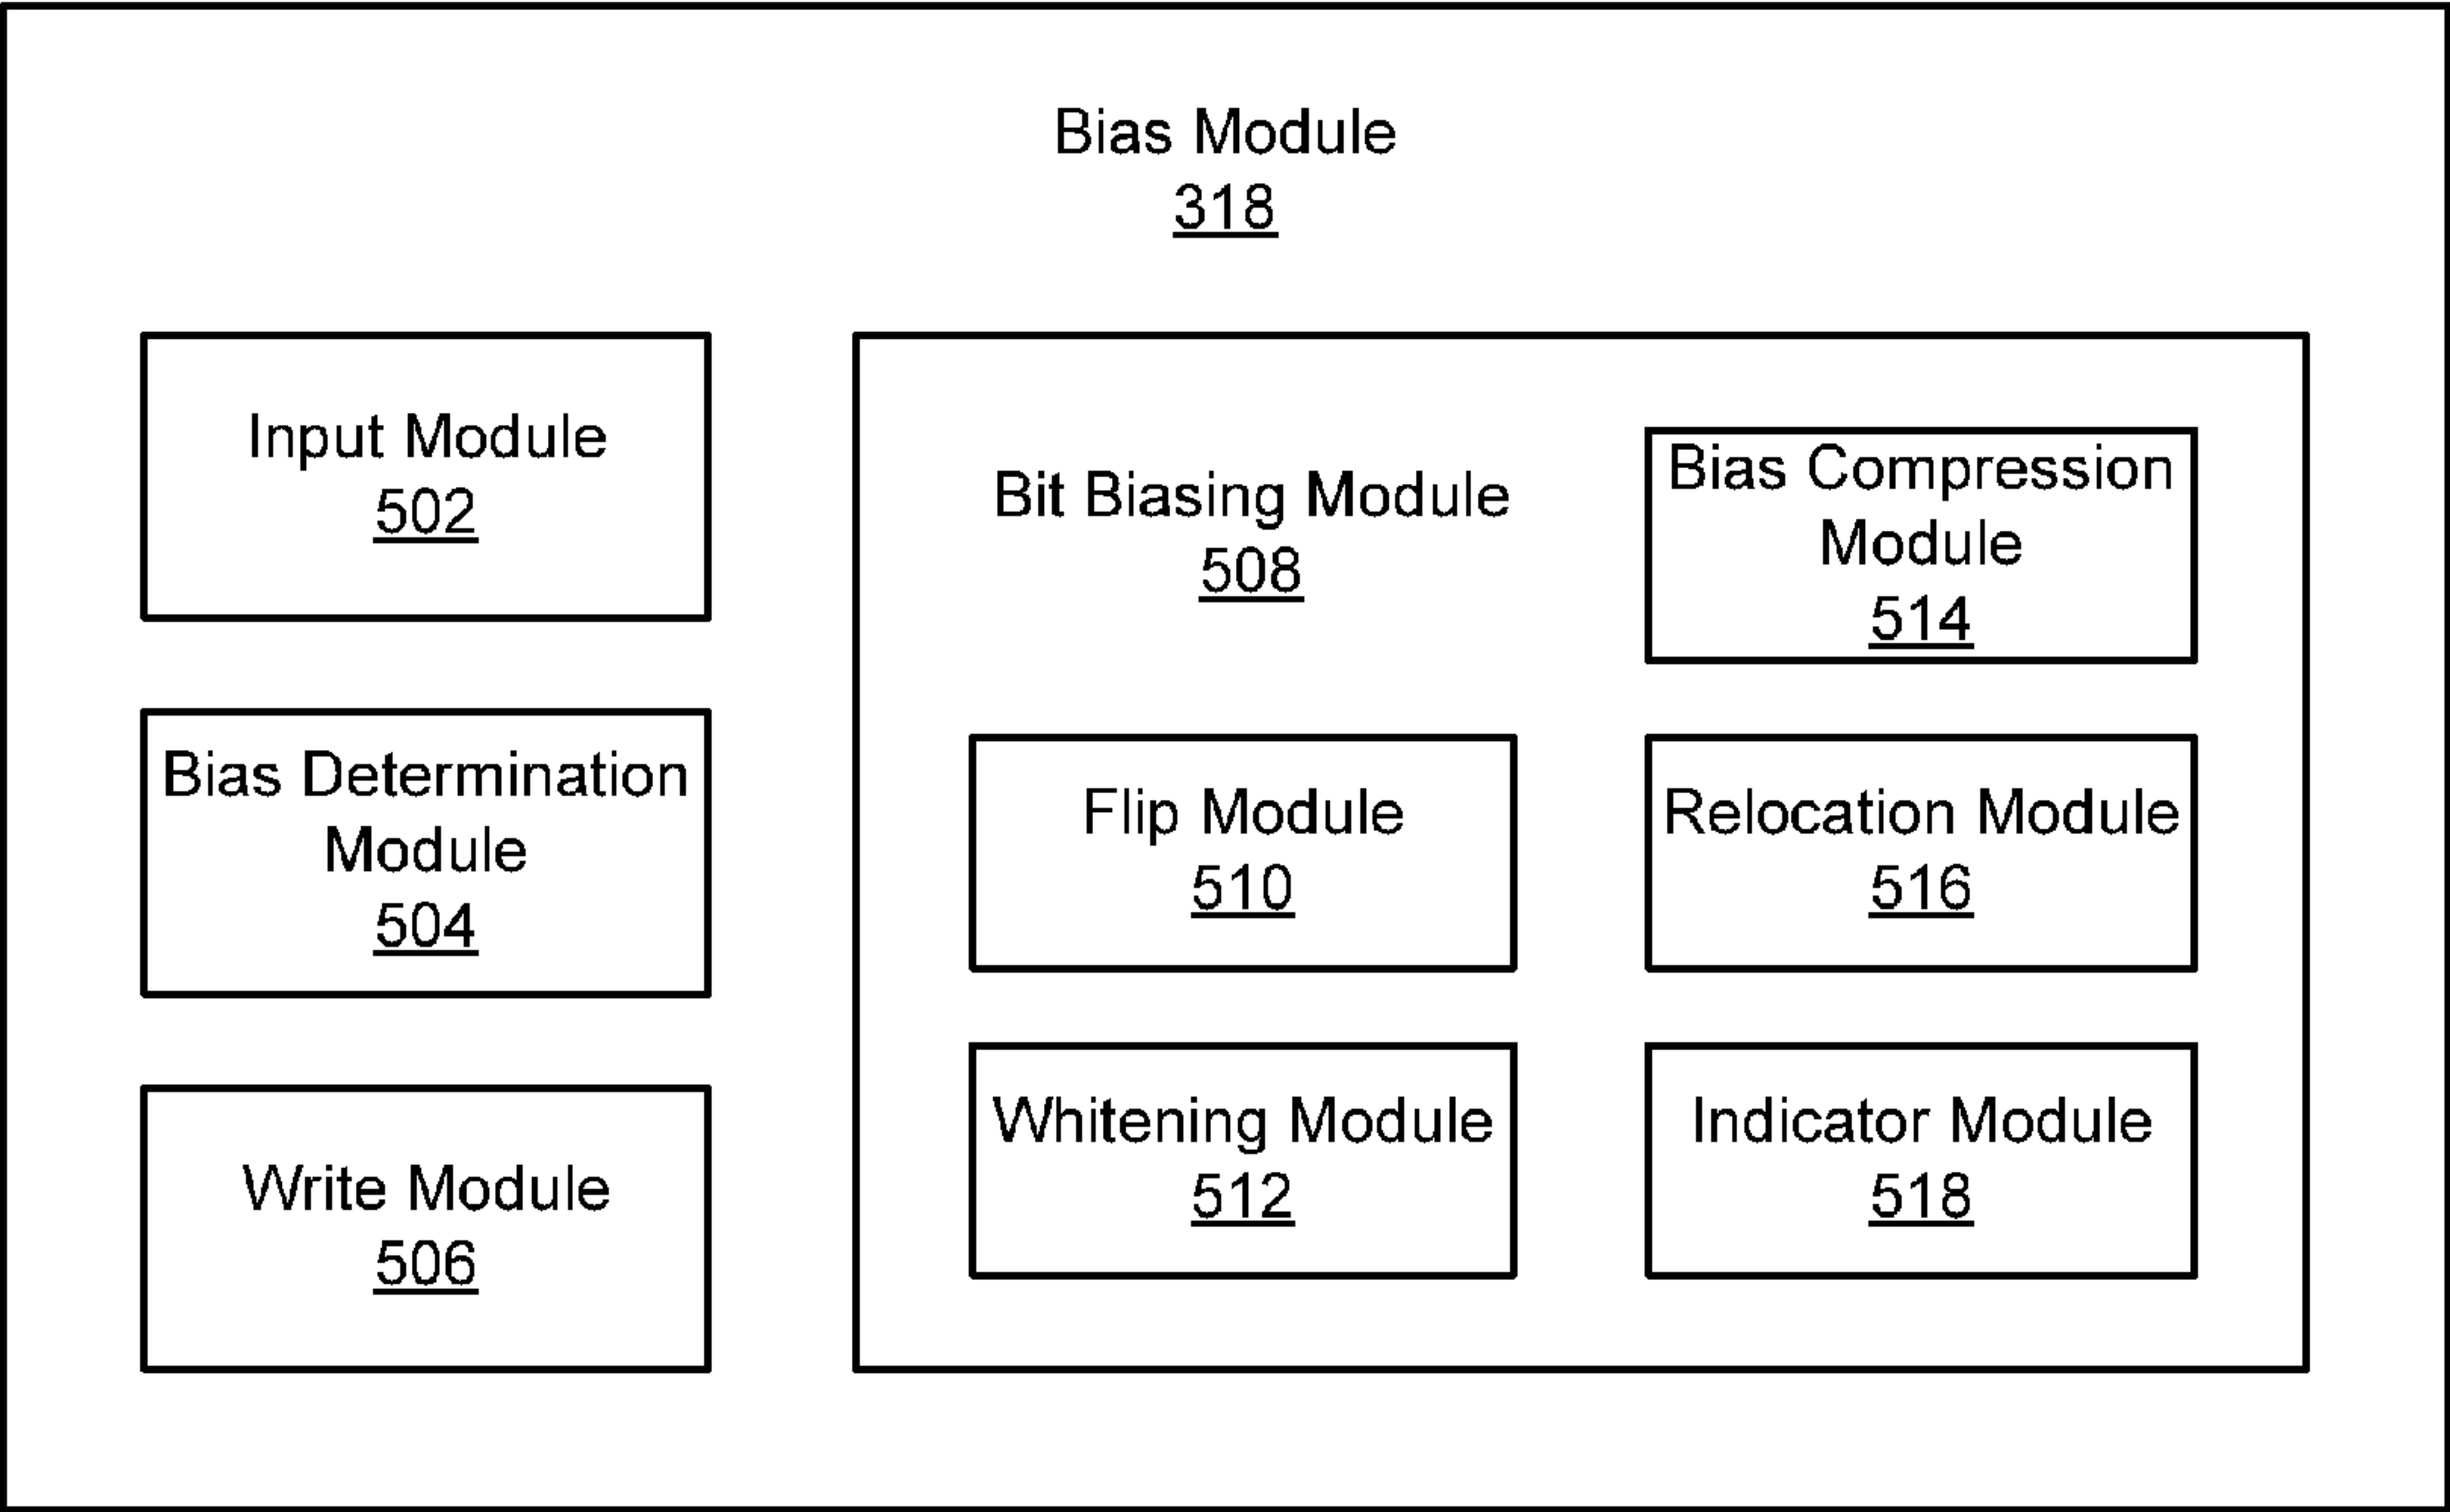 Bias Module
318
Input Module
502
Bias Determination
Module
504
Write Module
506
Bit Biasing Module
508
Bias Compression
Module
514
Flip Module
510
Relocation Module
516
Whitening Module
512
Indicator Module
518